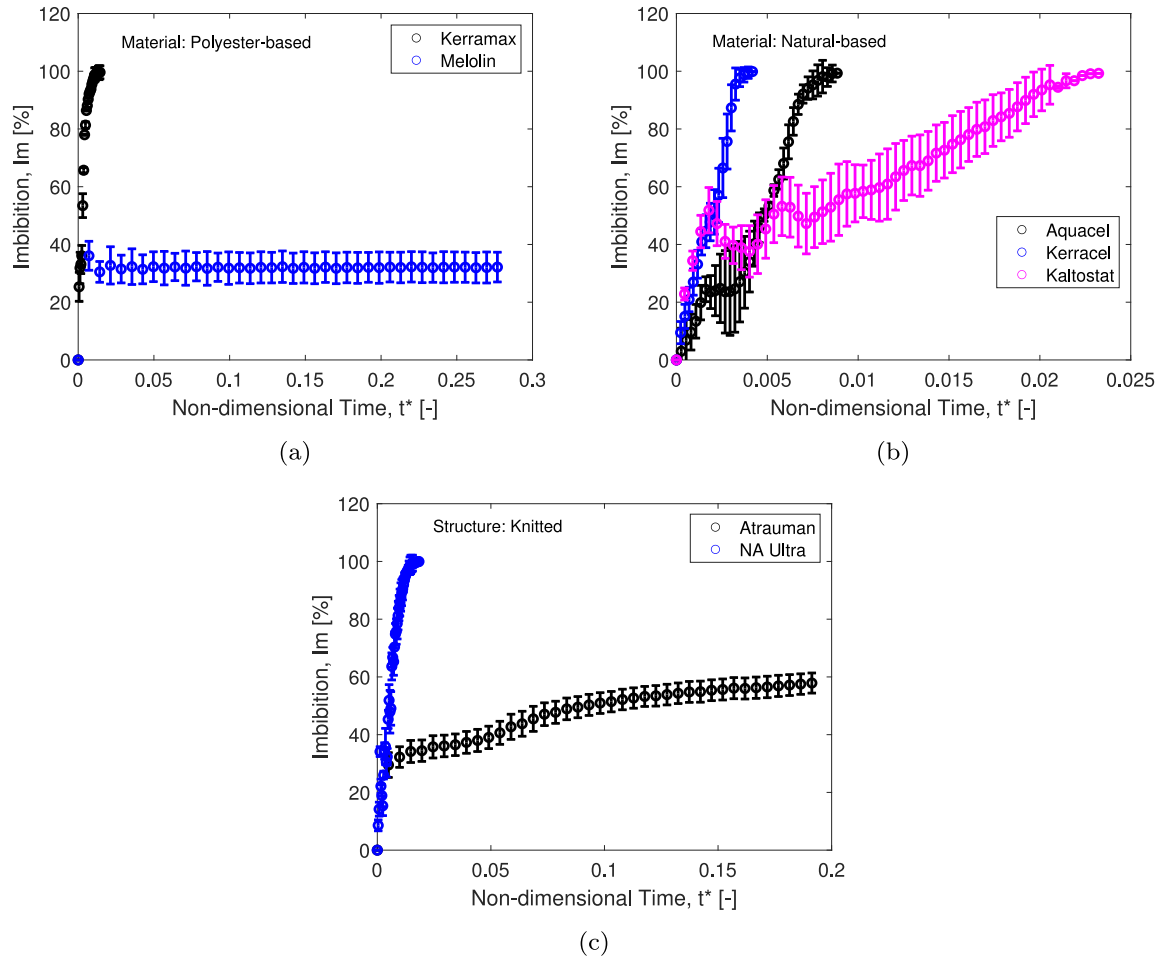 120
100
80
60
40
20
0
Imbibition, Im [%]
Material: Polyester-based
Kerramax
Melolin
0 0.05 0.1 0.15 0.2 0.25 0.3
Non-dimensional Time, t* [-]
(a)
120
100
80
60
40
20
0
Imbibition, Im [%]
Material: Natural-based
Aquacel
Kerracel
Kaltostat
0 0.005 0.01 0.015 0.02 0.025
Non-dimensional Time, t* [-]
(b)
120
100
80
60
40
20
0
Imbibition, Im [%]
Structure: Knitted
Atrauman
NA Ultra
0 0.05 0.1 0.15 0.2
Non-dimensional Time, t* [-]
(c)